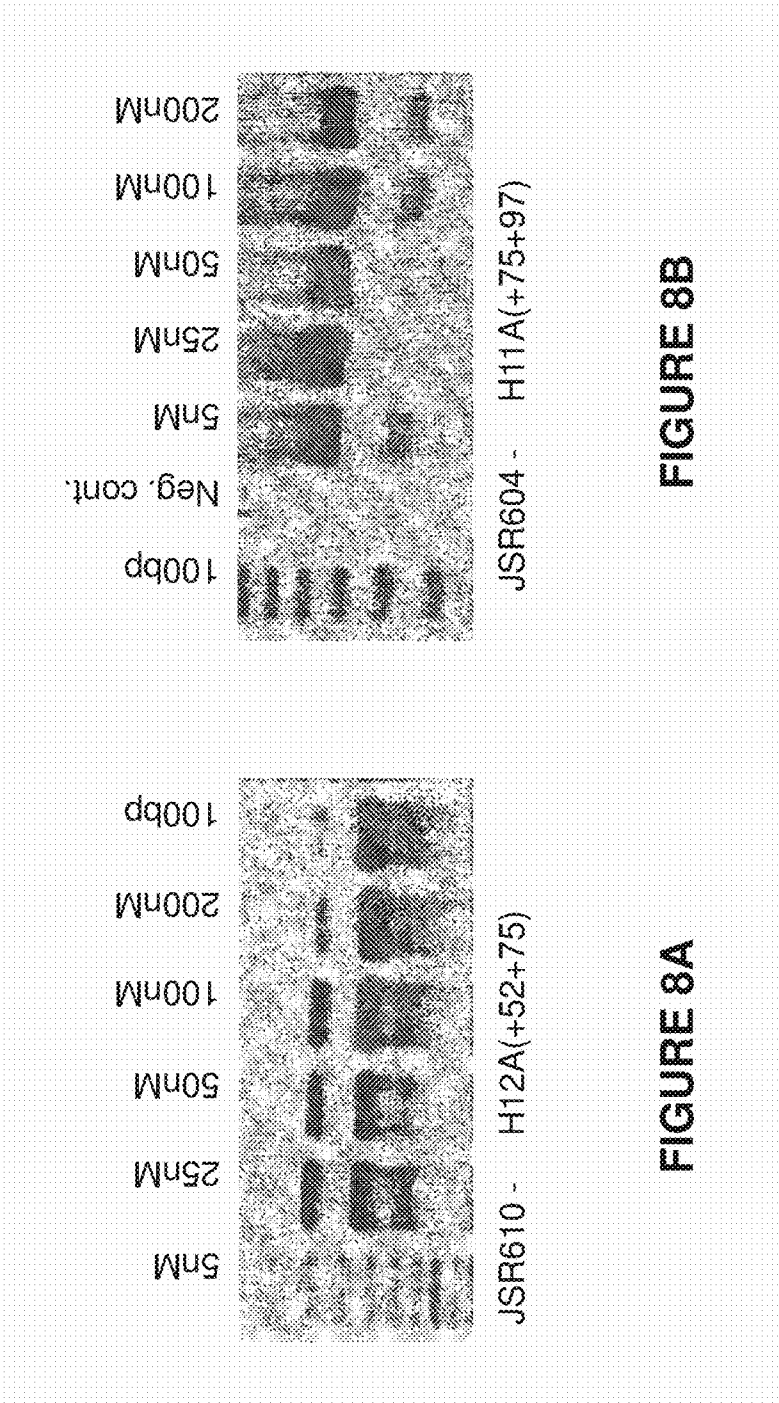 5nM
25nM
50nM
100nM
200nM
100bp
JSR610 - H12A(+52+75)
FIGURE 8A
100bp
Neg. cont.
5nM
25nM
50nM
100nM
200nM
JSR604 - H11A(+75+97)
FIGURE 8B